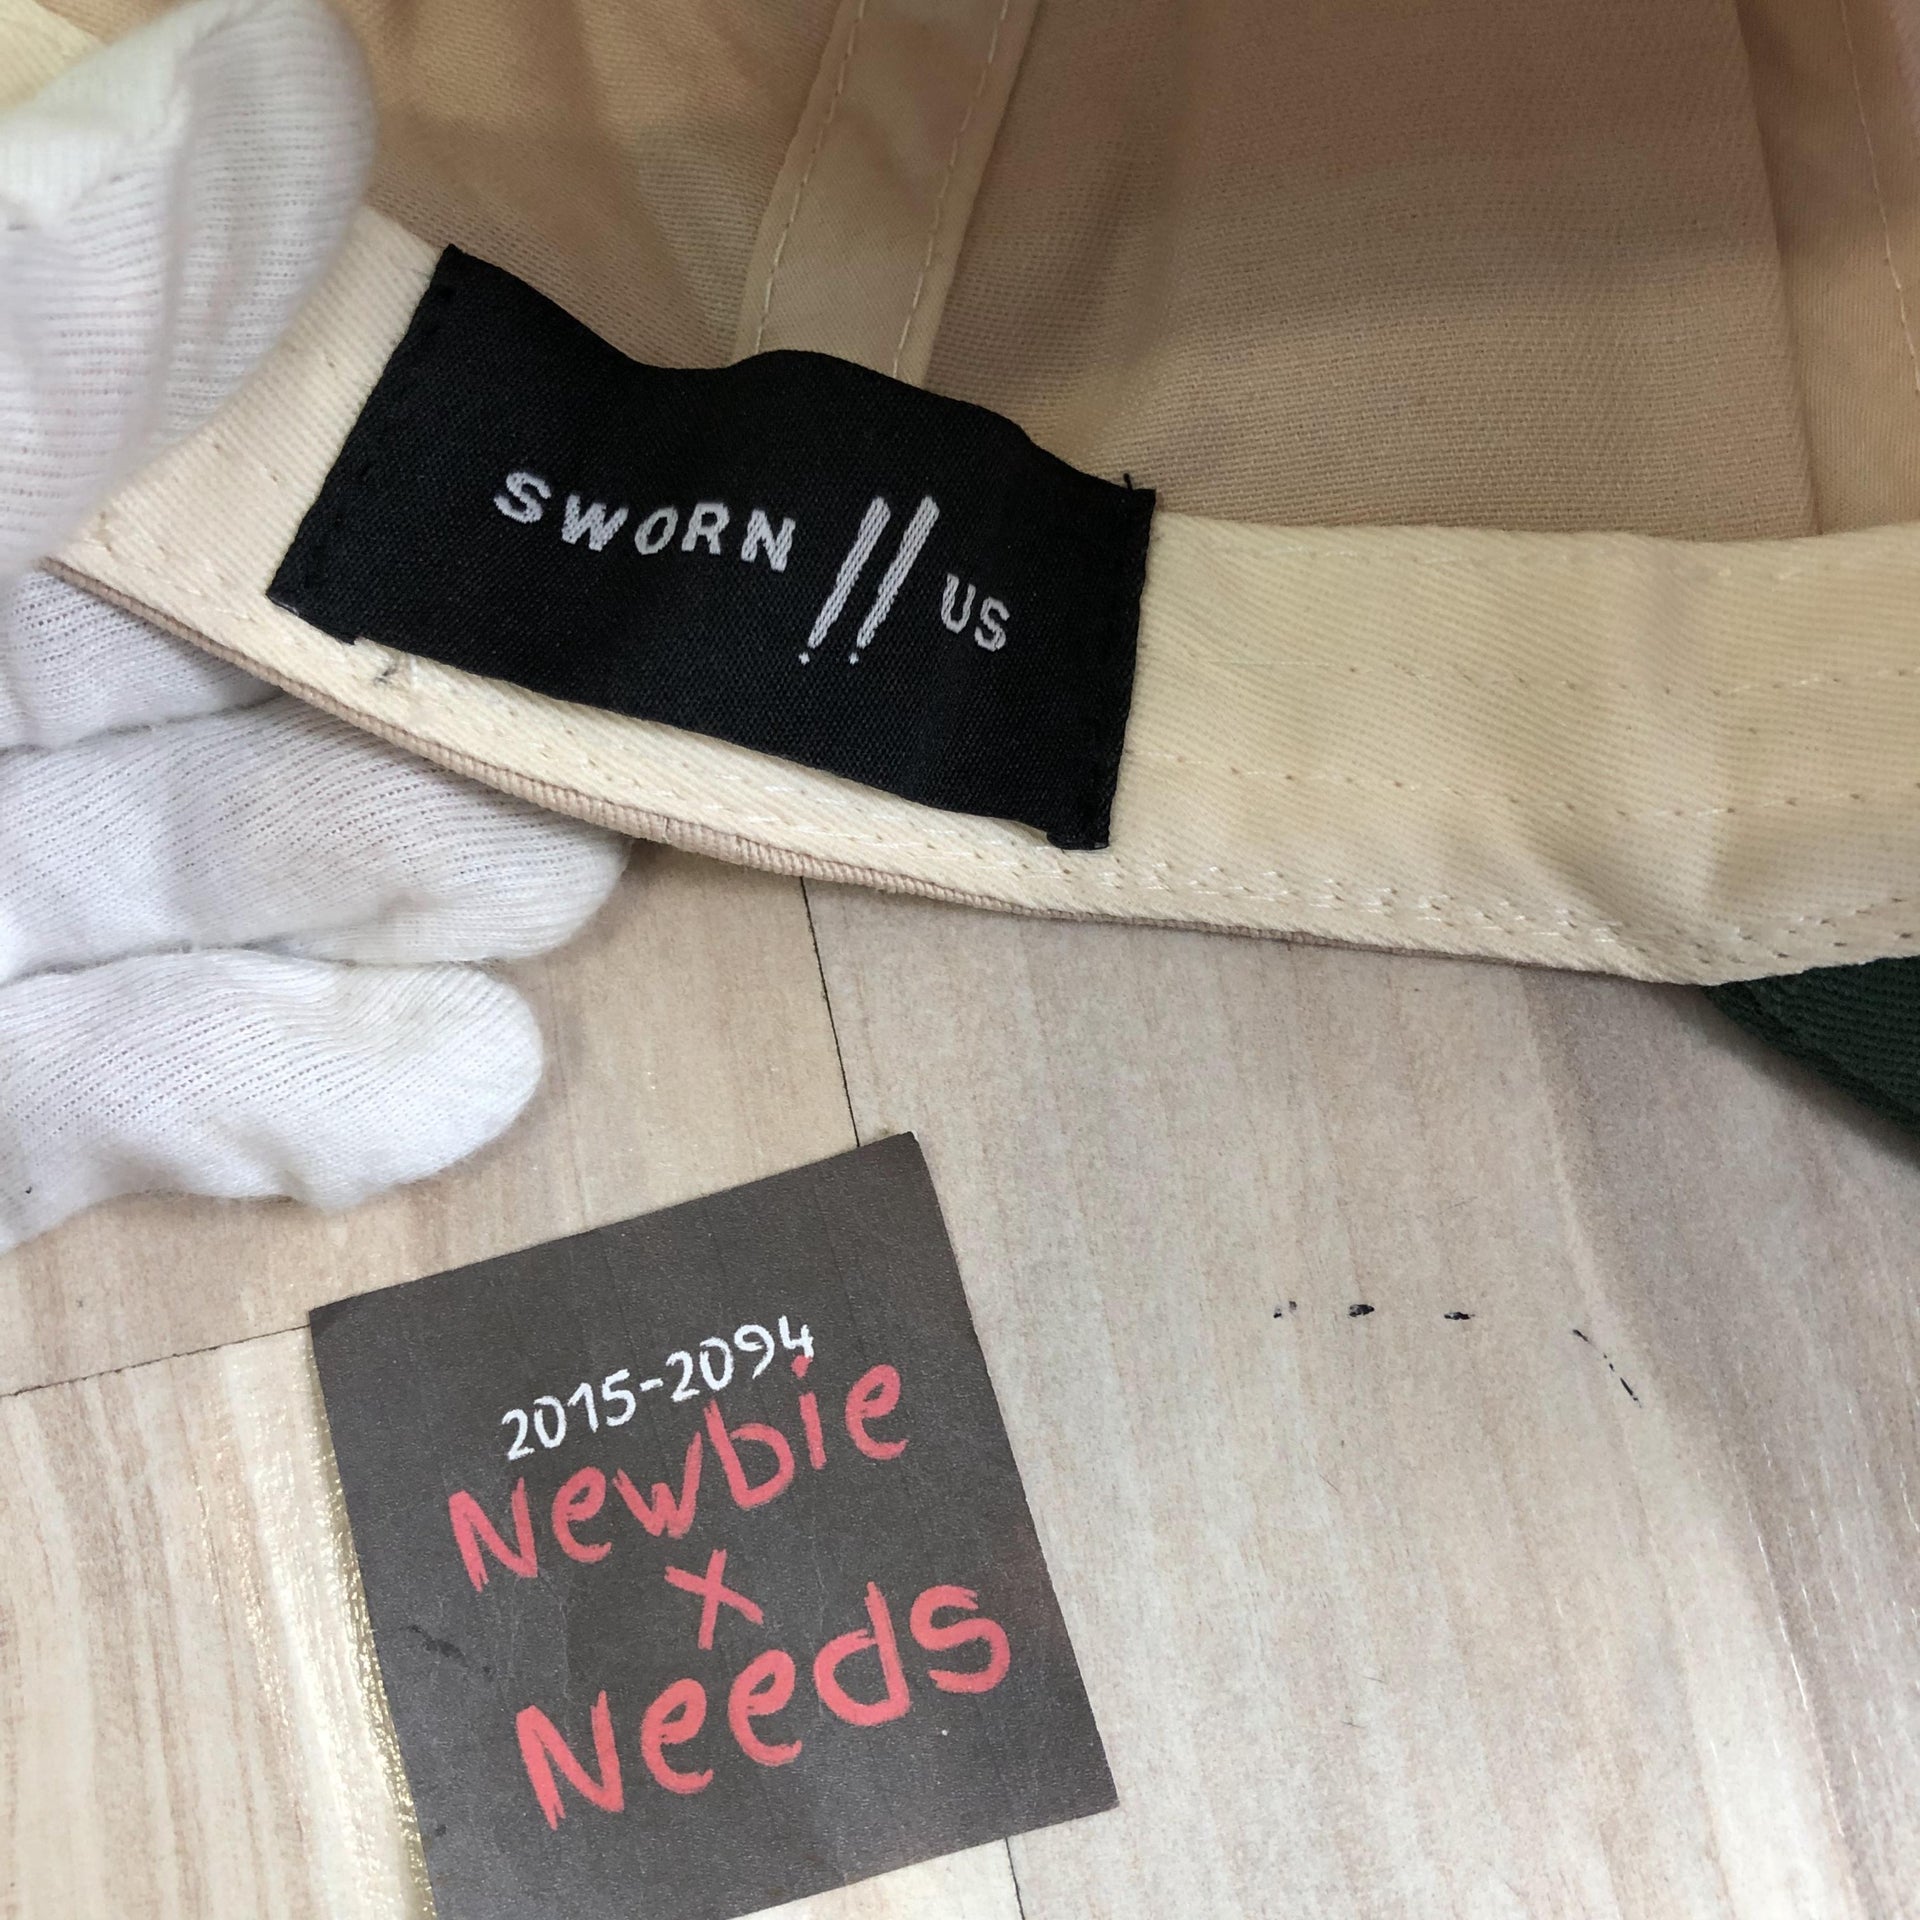 SWORN // US
2015-2094
Newbie
x
Needs